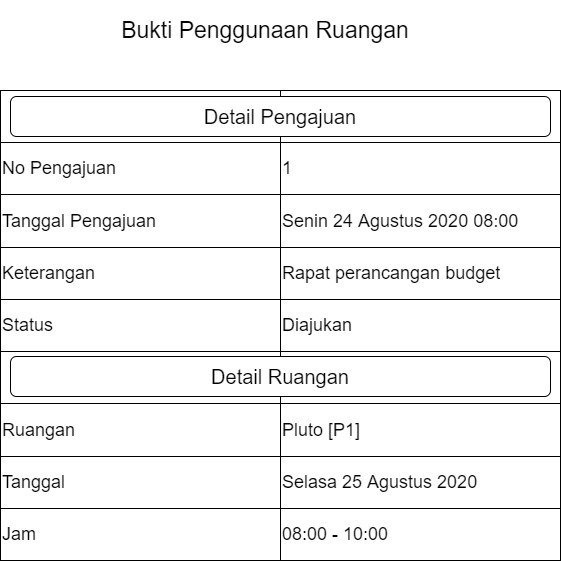 Bukti Penggunaan Ruangan
Detail Pengajuan
No Pengajuan 1
Tanggal Pengajuan Senin 24 Agustus 2020 08:00
Keterangan Rapat perancangan budget
Status Diajukan
Detail Ruangan
Ruangan Pluto [P1]
Tanggal Selasa 25 Agustus 2020
Jam 08:00 - 10:00